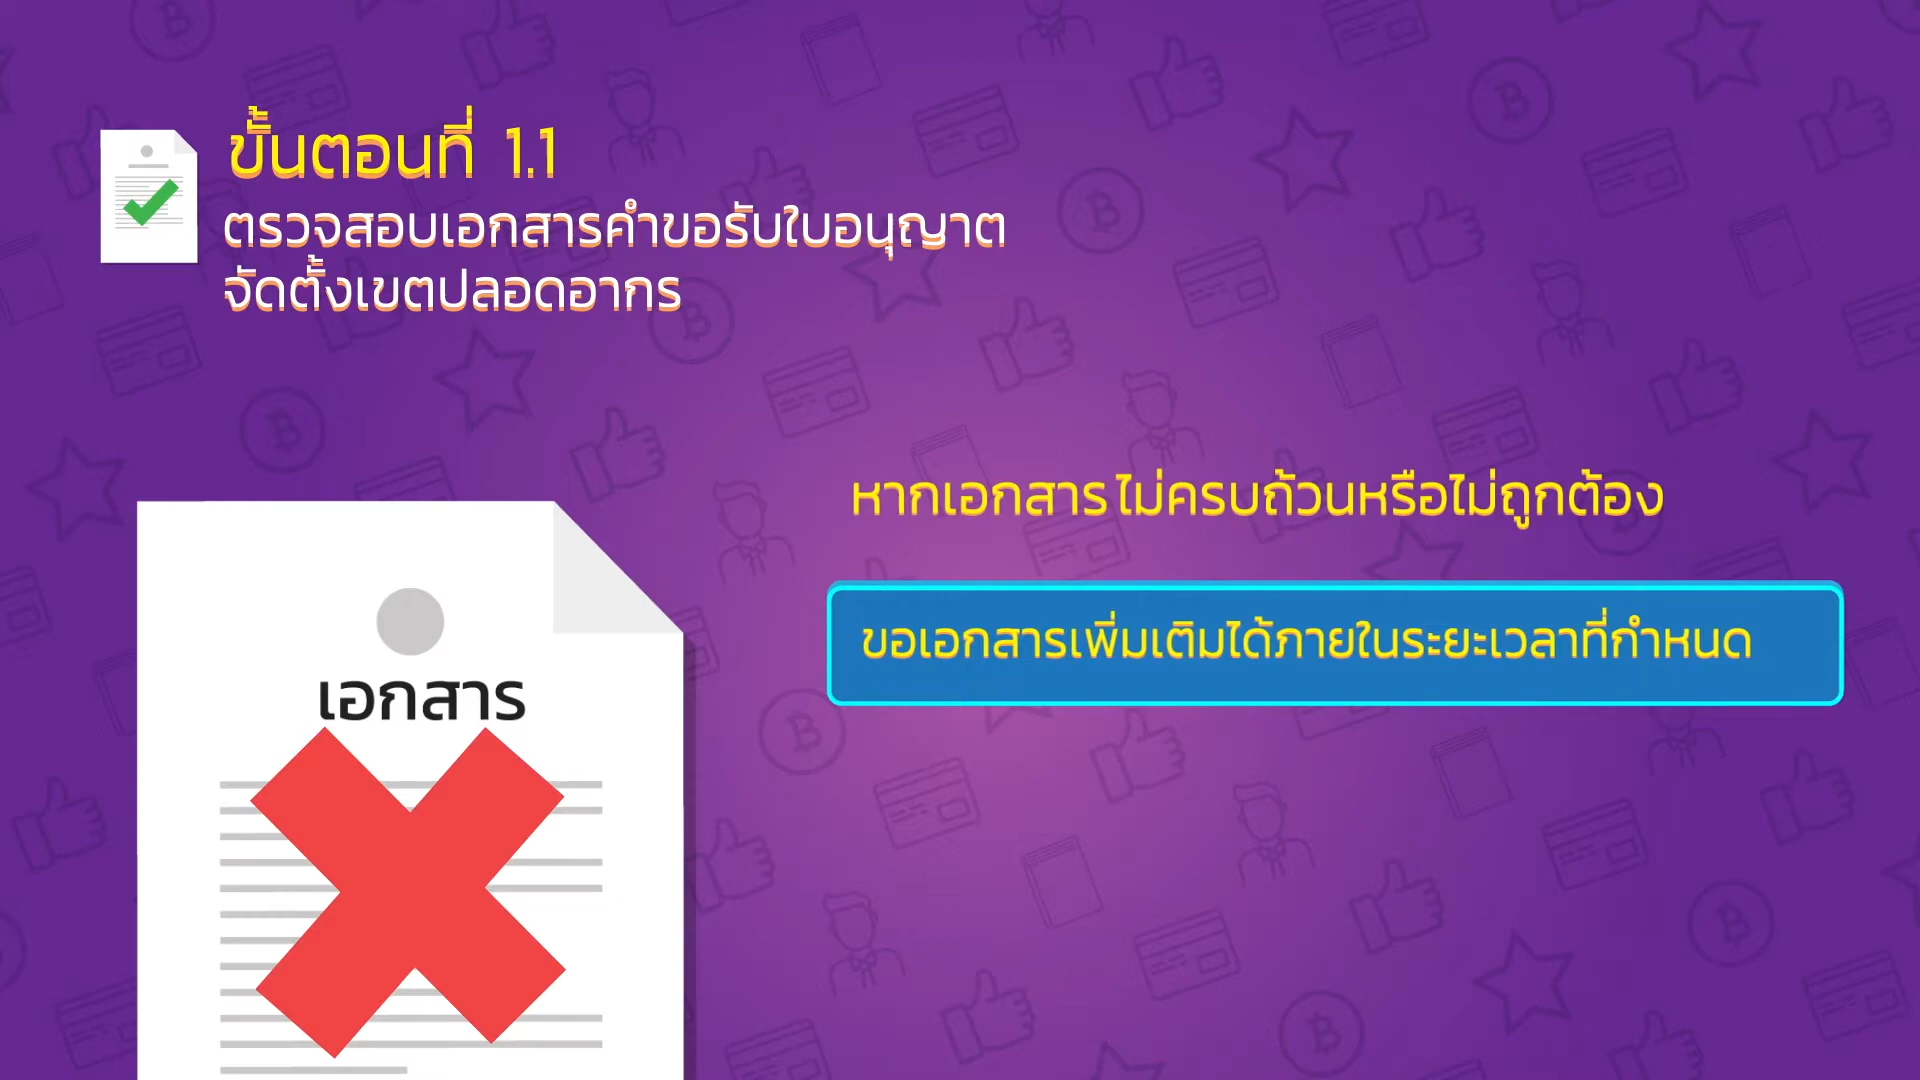 ขั้นตอนที่ 1.1
ตรวจสอบเอกสารคำขอรับใบอนุญาต
จัดตั้งเขตปลอดอากร
หากเอกสารไม่ครบถ้วนหรือไม่ถูกต้อง
ขอเอกสารเพิ่มเติมได้ภายในระยะเวลาที่กำหนด
เอกสาร